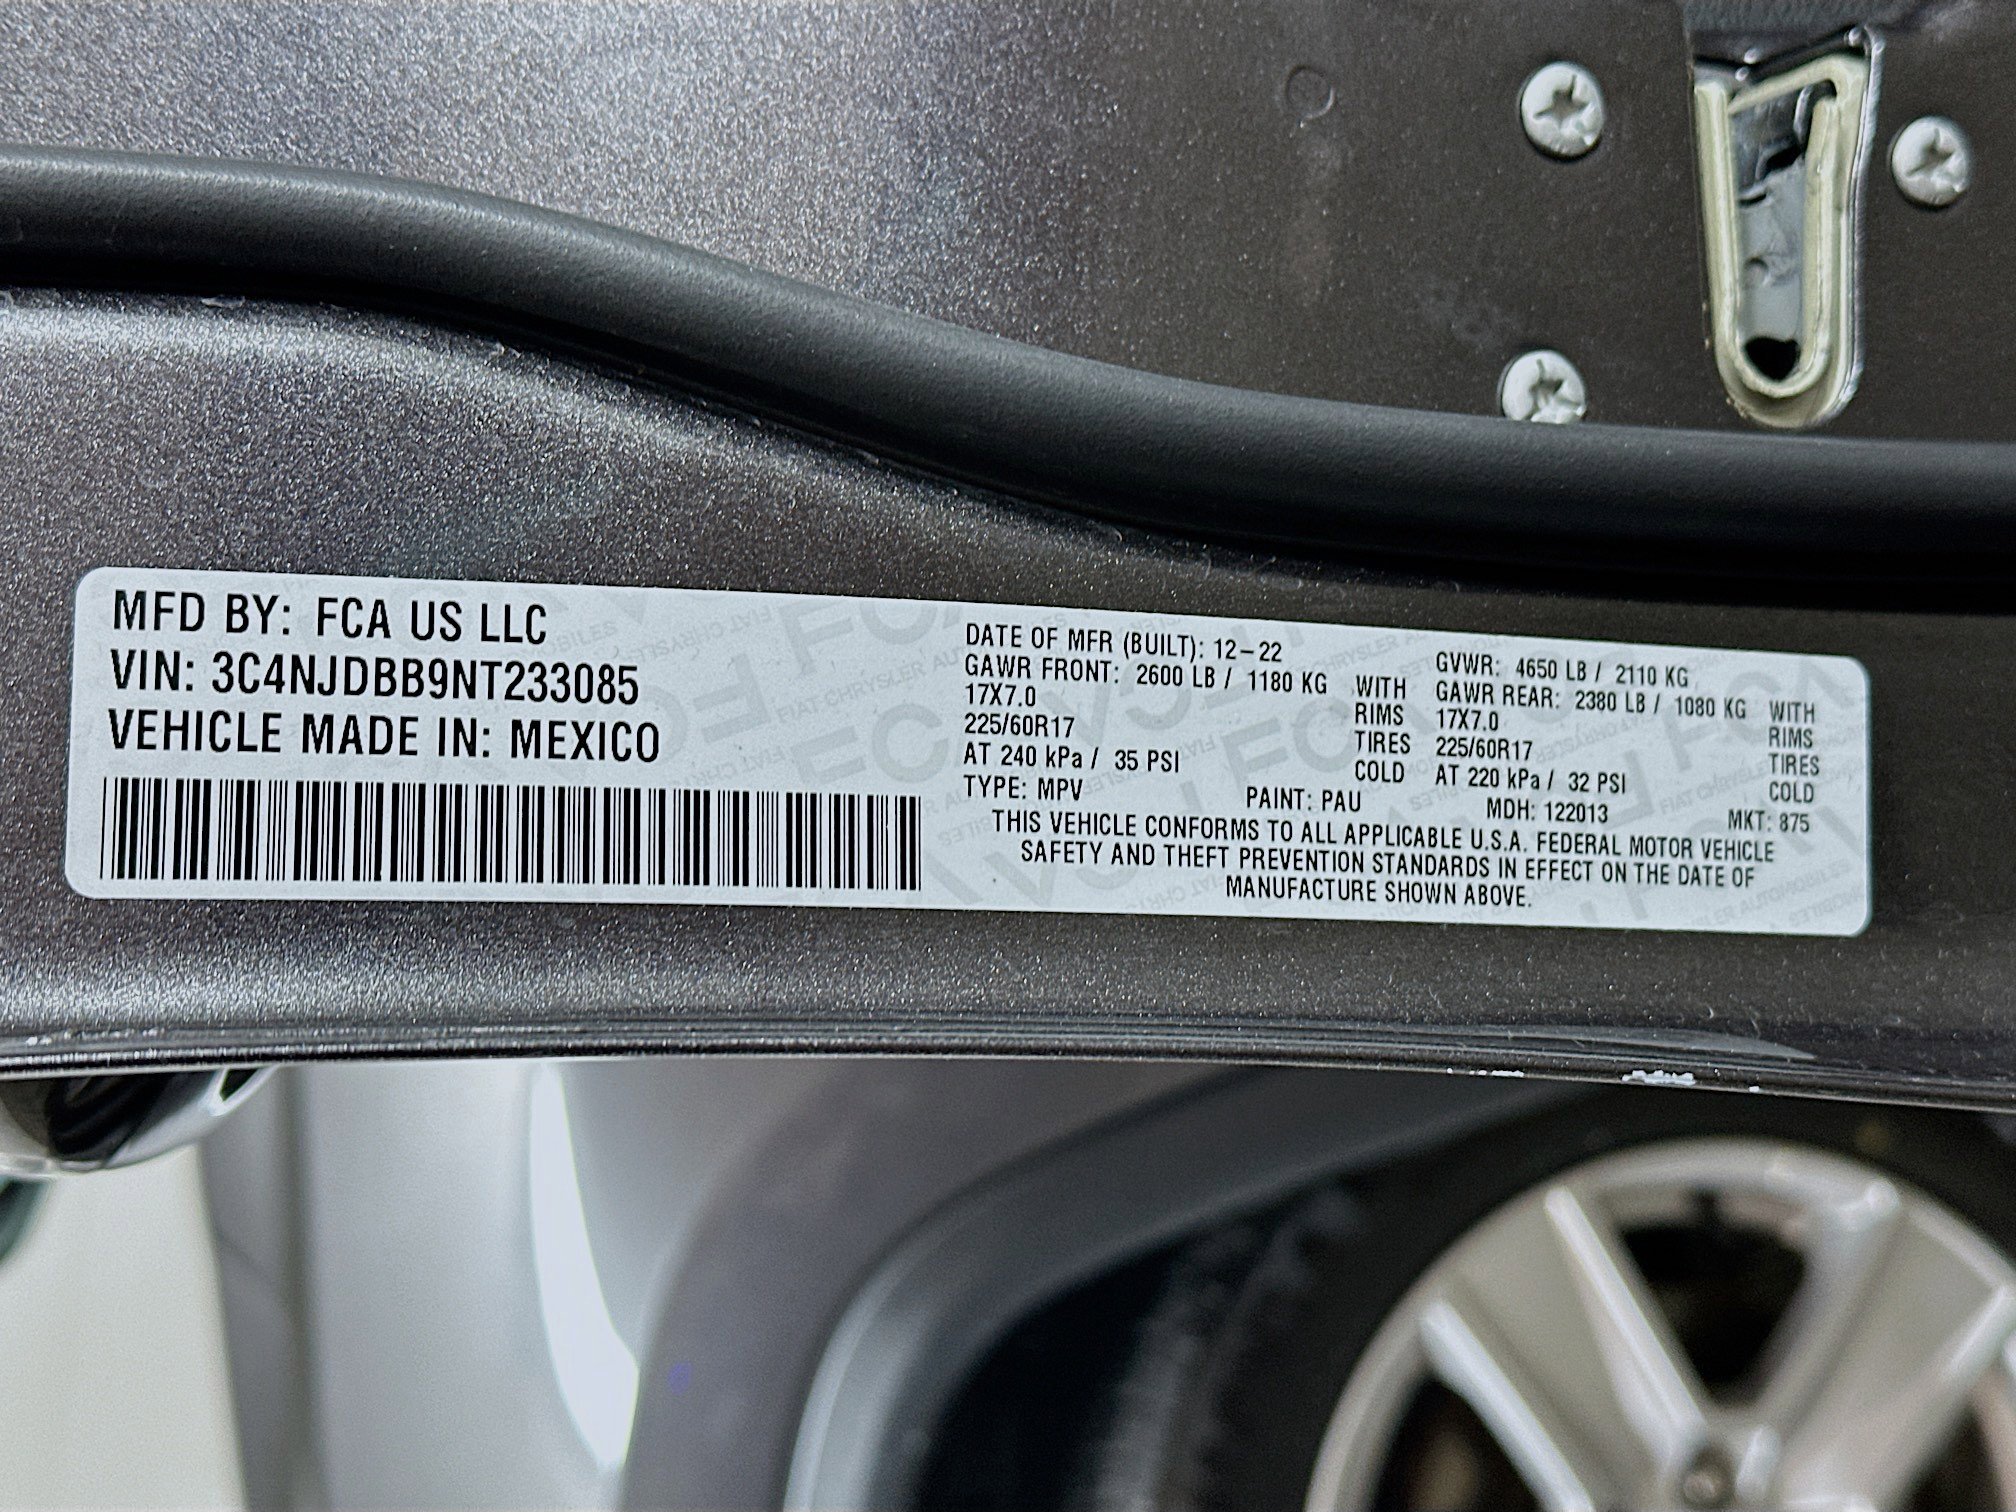 MFD BY: FCA US LLC
VIN: 3C4NJDBB9NT233085
VEHICLE MADE IN: MEXICO
DATE OF MFR (BUILT): 12-22
GAWR FRONT: 2600 LB / 1180 KG WITH
17X7.0 RIMS
225/60R17 TIRES
AT 240 kPa / 35 PSI COLD
GVWR: 4650 LB / 2110 KG
GAWR REAR: 2380 LB / 1080 KG WITH
17X7.0 RIMS
225/60R17 TIRES
AT 220 kPa / 32 PSI COLD
TYPE: MPV PAINT: PAU MDH: 122013 MKT: 875
THIS VEHICLE CONFORMS TO ALL APPLICABLE U.S.A. FEDERAL MOTOR VEHICLE
SAFETY AND THEFT PREVENTION STANDARDS IN EFFECT ON THE DATE OF
MANUFACTURE SHOWN ABOVE.